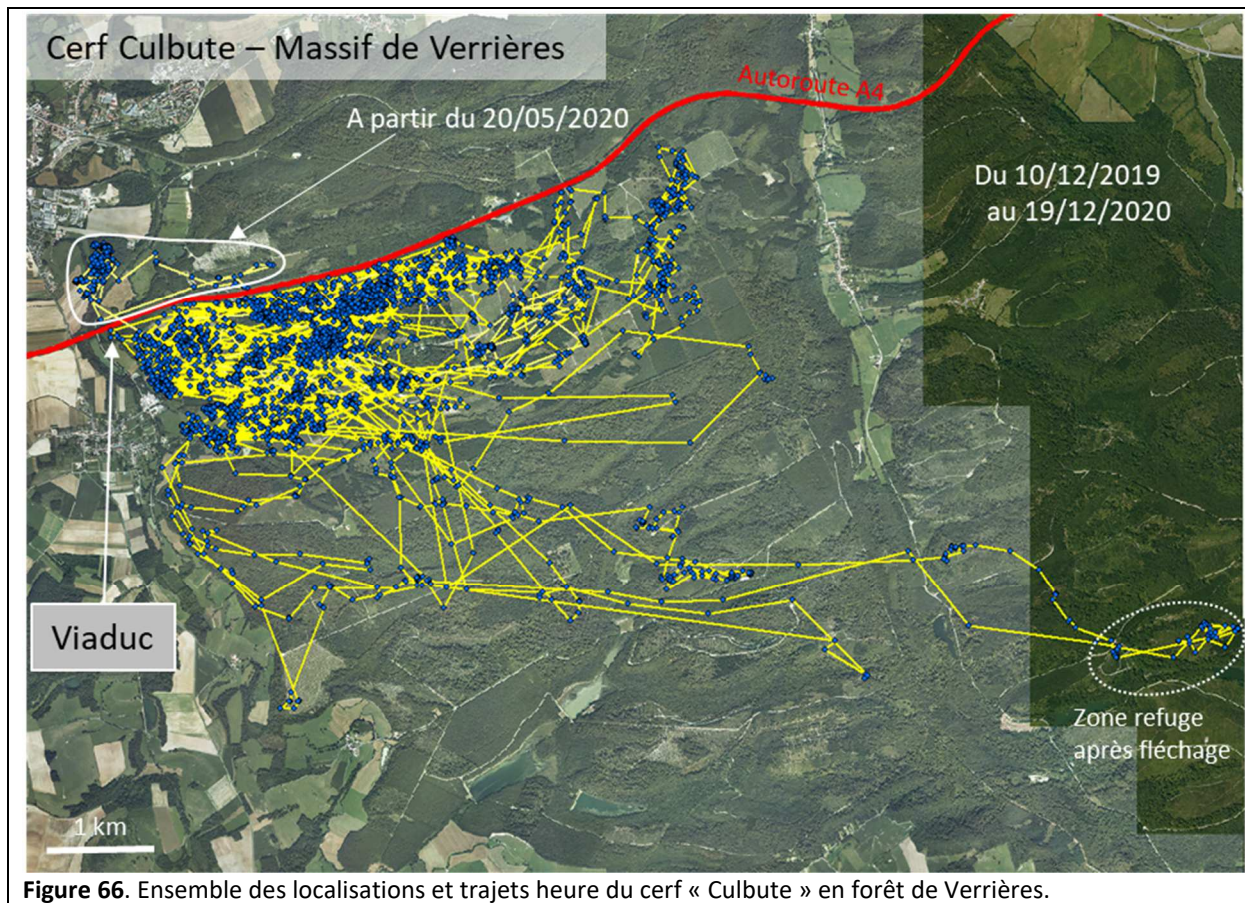 Cerf Culbute – Massif de Verrières
Autoroute A4
A partir du 20/05/2020
Du 10/12/2019
au 19/12/2020
Viaduc
Zone refuge
après fléchage
1 km
Figure 66. Ensemble des localisations et trajets heure du cerf « Culbute » en forêt de Verrières.